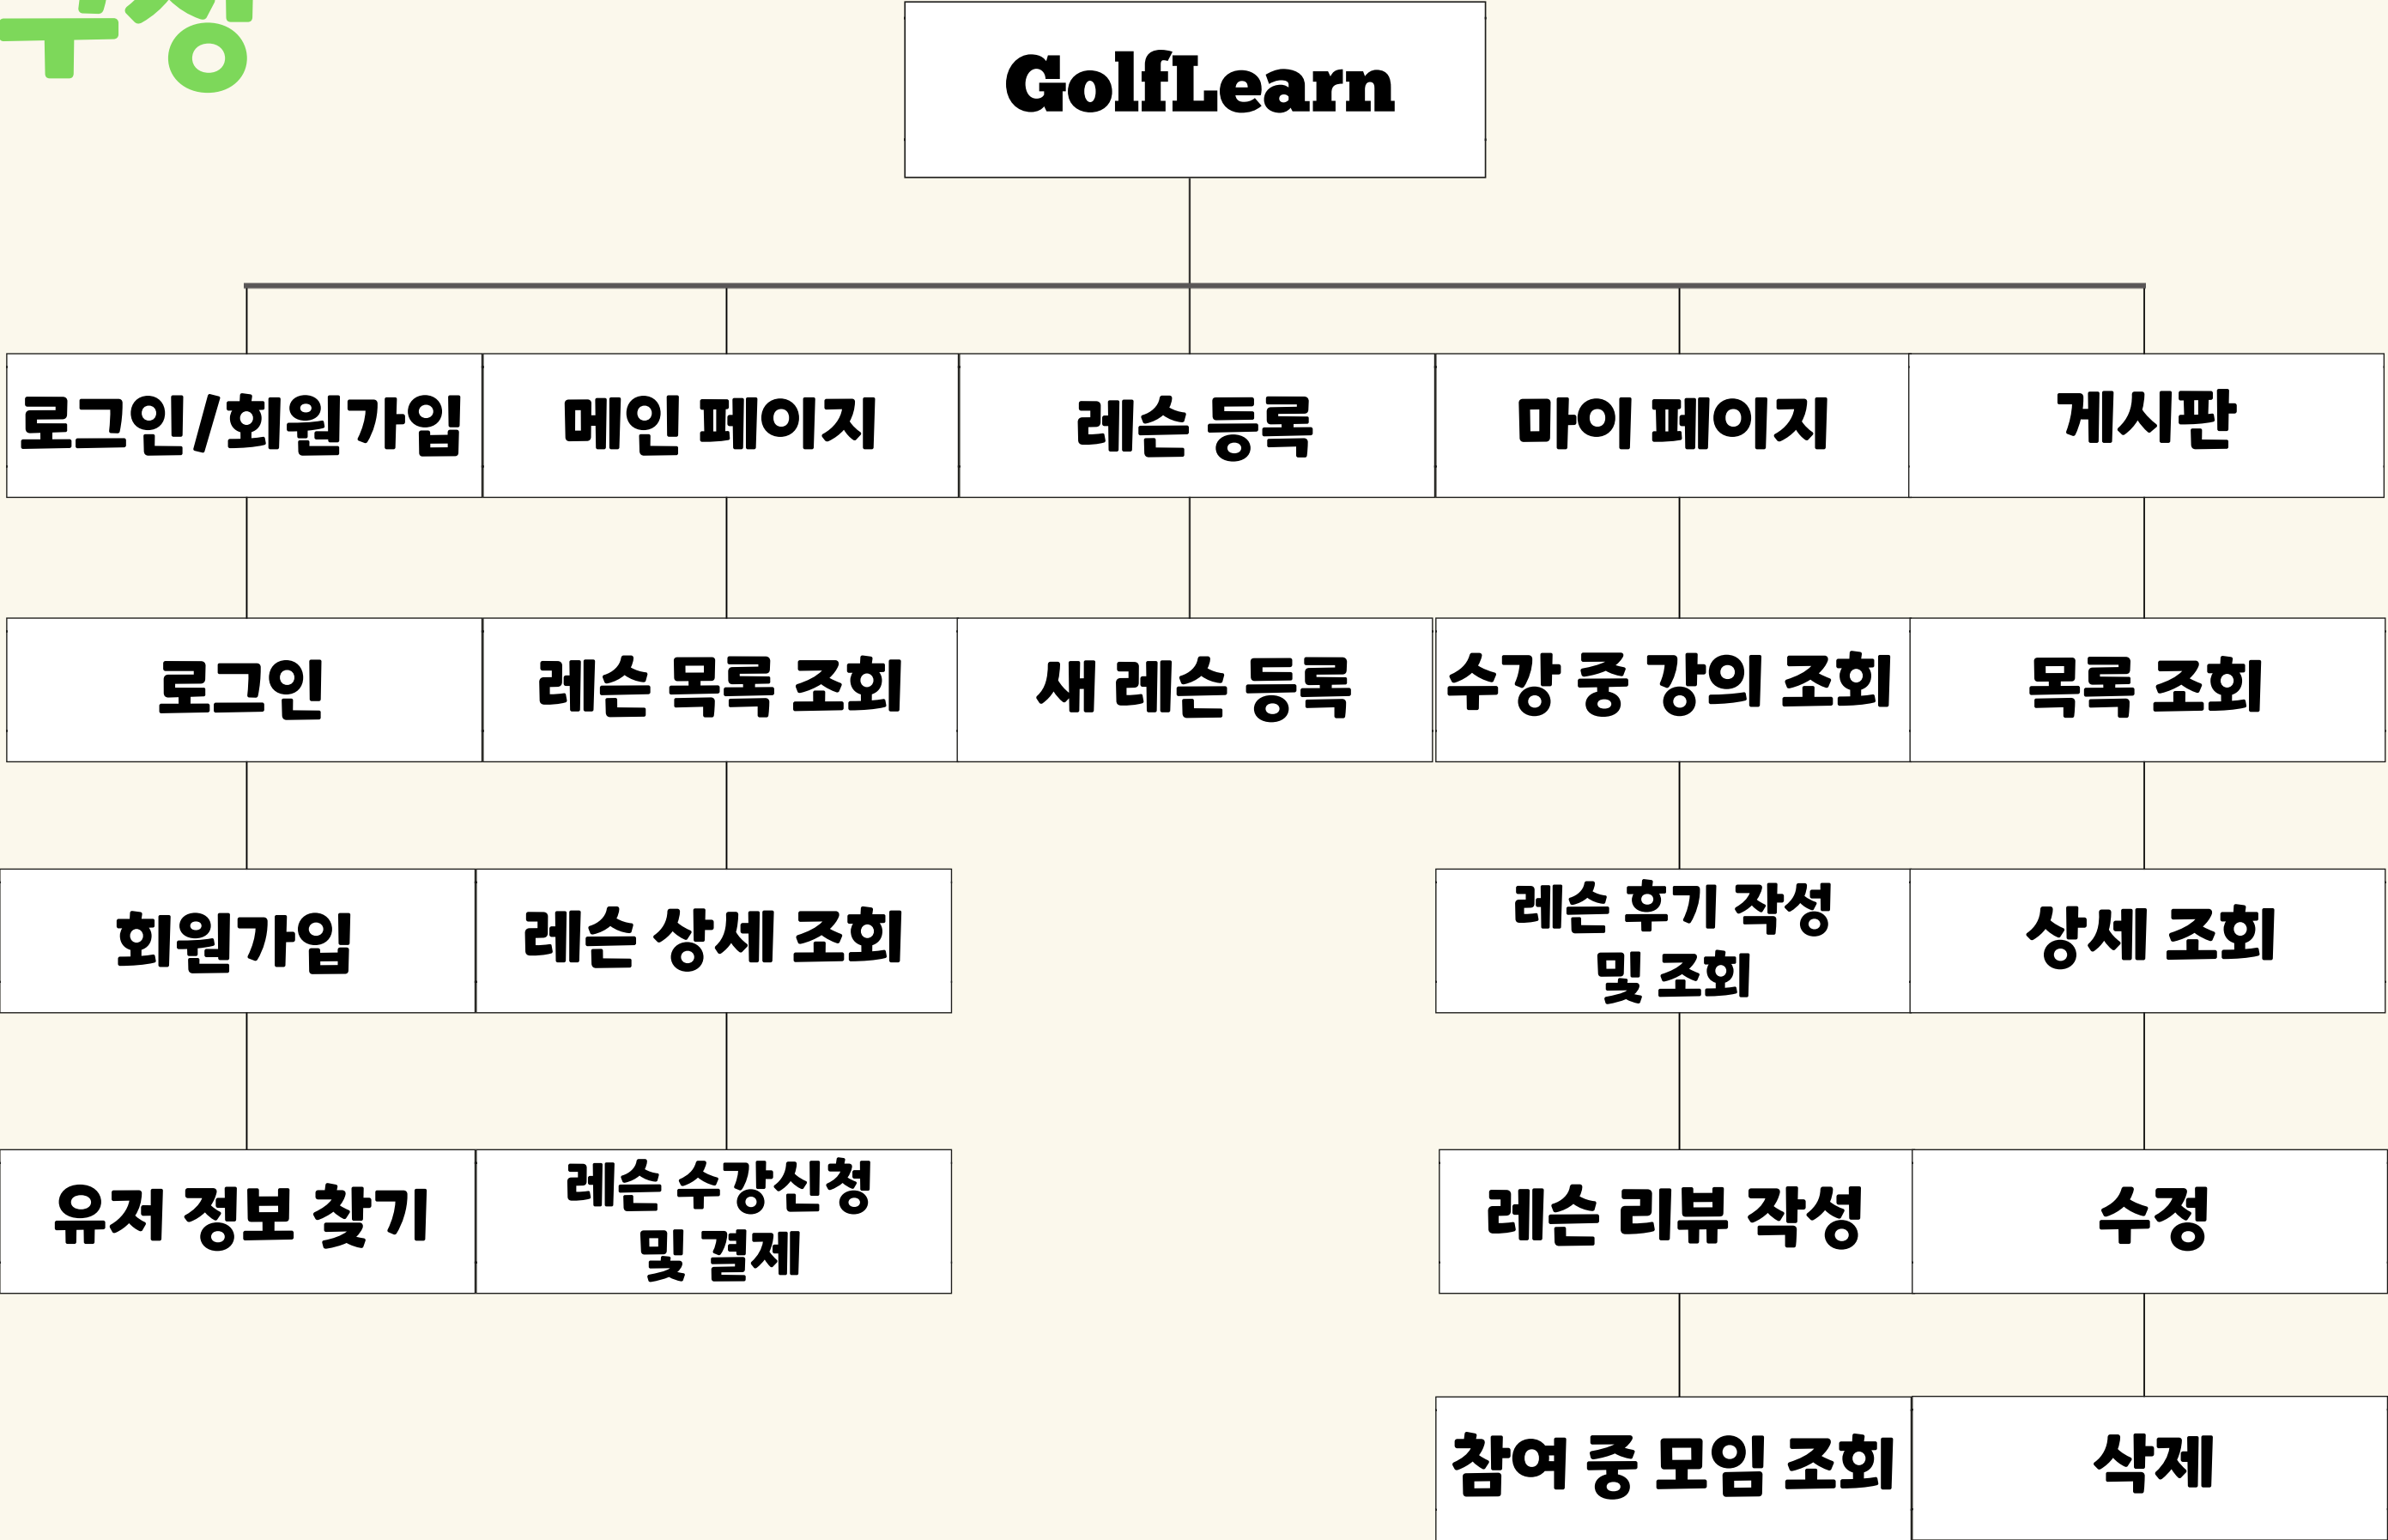 GolfLearn
로그인/회원가입
메인 페이지
레슨 등록
마이 페이지
게시판
로그인
레슨 목록 조회
새레슨 등록
수강 중 강의 조회
목록 조회
회원가입
레슨 상세 조회
레슨 후기 작성
및 조회
상세 조회
유저 정보 찾기
레슨 수강신청
및 결제
레슨 리뷰 작성
수정
참여 중 모임 조회
삭제